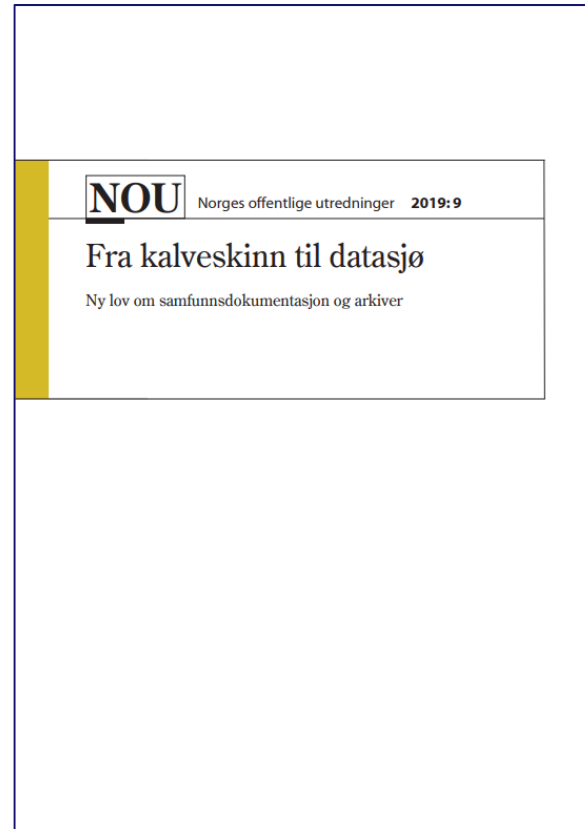 NOU Norges offentlige utredninger 2019: 9
Fra kalveskinn til datasjø
Ny lov om samfunnsdokumentasjon og arkiver